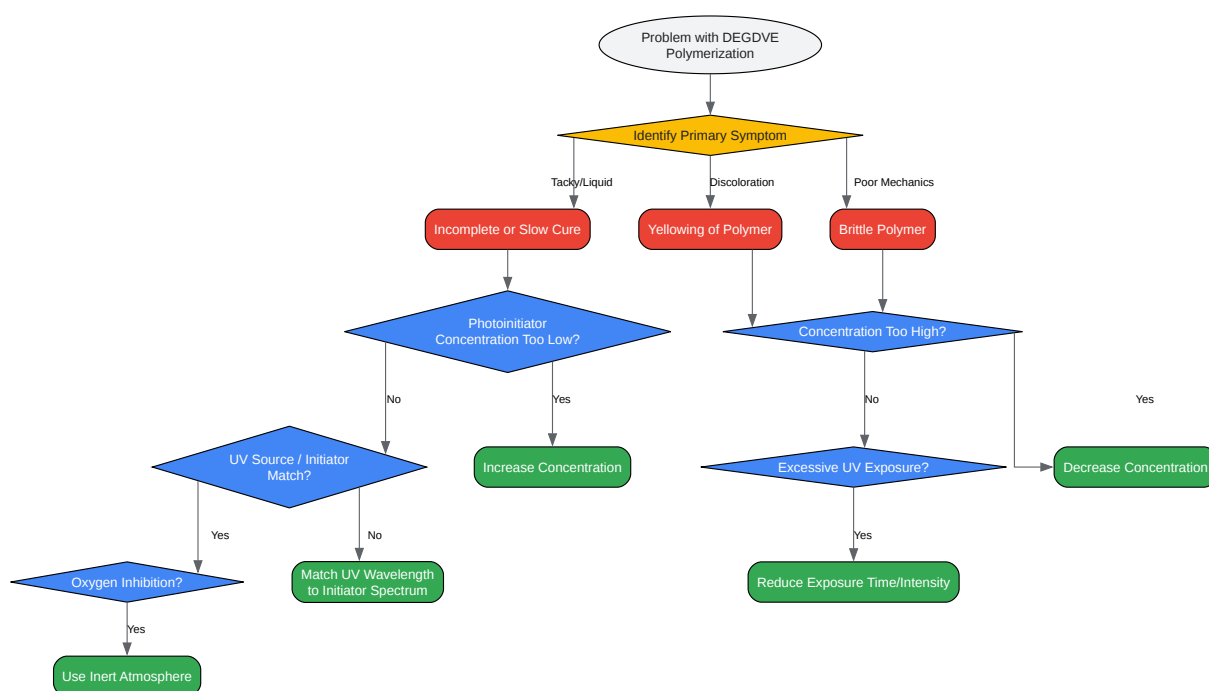 Problem with DEGDVE
Polymerization
Identify Primary Symptom
Tacky/Liquid
Discoloration
Poor Mechanics
Incomplete or Slow Cure
Yellowing of Polymer
Brittle Polymer
Photoinitiator
Concentration Too Low?
Concentration Too High?
No
Yes
No
Yes
UV Source / Initiator
Match?
Increase Concentration
Excessive UV Exposure?
Decrease Concentration
Yes
No
Yes
Oxygen Inhibition?
Match UV Wavelength
to Initiator Spectrum
Reduce Exposure Time/Intensity
Yes
Use Inert Atmosphere